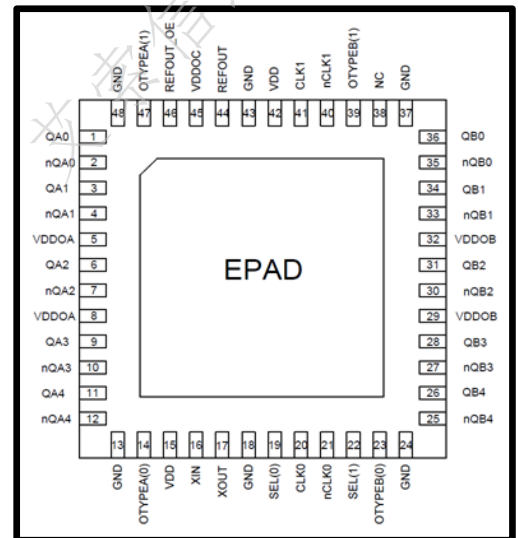 GND
OTYPEA(1)
REFOUT_OE
VDDOC
REFOUT
GND
VDD
CLK1
nCLK1
OTYPEB(1)
NC
GND
48
47
46
45
44
43
42
41
40
39
38
37
QA0 1
nQA0 2
QA1 3
nQA1 4
VDDOA 5
QA2 6
nQA2 7
VDDOA 8
QA3 9
nQA3 10
QA4 11
nQA4 12
EPAD
36 QB0
35 nQB0
34 QB1
33 nQB1
32 VDDOB
31 QB2
30 nQB2
29 VDDOB
28 QB3
27 nQB3
26 QB4
25 nQB4
13
14
15
16
17
18
19
20
21
22
23
24
GND
OTYPEA(0)
VDD
XIN
XOUT
GND
SEL(0)
CLK0
nCLK0
SEL(1)
OTYPEB(0)
GND